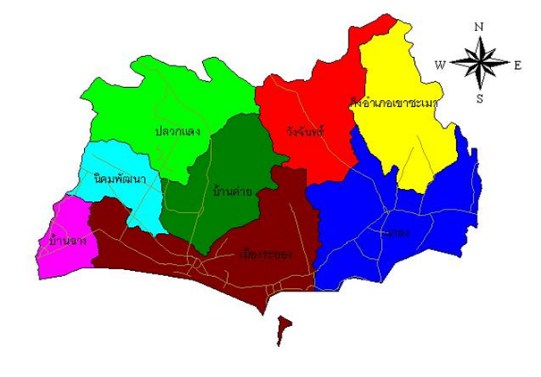 N
W
E
S
กิ่งอำเภอเขาชะเมา
ปลวกแดง
วังจันทร์
นิคมพัฒนา
บ้านค่าย
แกลง
บ้านฉาง
เมืองระยอง